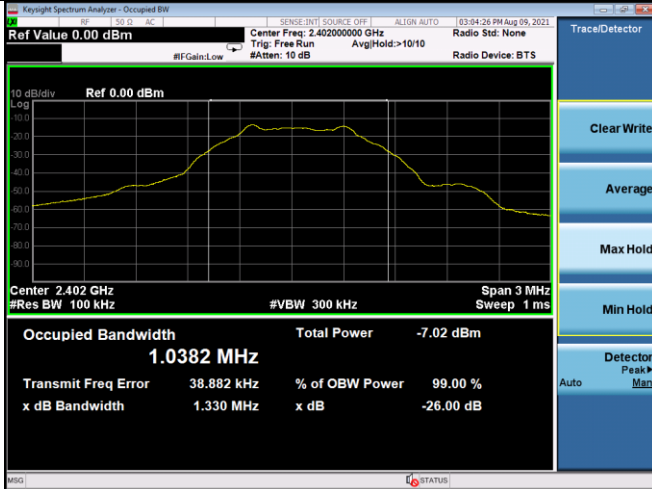 Keysight Spectrum Analyzer - Occupied BW
RF 50 Ω AC SENSE:INT SOURCE OFF ALIGN AUTO 03:04:26 PM Aug 09, 2021
Ref Value 0.00 dBm Center Freq: 2.402000000 GHz Radio Std: None
Trig: Free Run Avg|Hold:>10/10
#IFGain:Low #Atten: 10 dB Radio Device: BTS
Trace/Detector
10 dB/div Ref 0.00 dBm
Log
-10.0
-20.0
-30.0
-40.0
-50.0
-60.0
-70.0
-80.0
-90.0
Center 2.402 GHz Span 3 MHz
#Res BW 100 kHz #VBW 300 kHz Sweep 1 ms
Occupied Bandwidth Total Power -7.02 dBm
1.0382 MHz
Transmit Freq Error 38.882 kHz % of OBW Power 99.00 %
x dB Bandwidth 1.330 MHz x dB -26.00 dB
Clear Write
Average
Max Hold
Min Hold
Detector
Peak▶
Auto Man
MSG STATUS